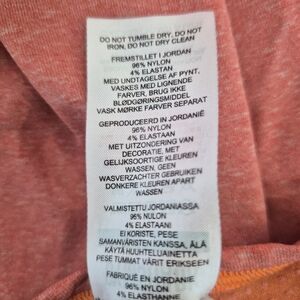 DO NOT TUMBLE DRY, DO NOT
IRON, DO NOT DRY CLEAN
FREMSTILLET I JORDAN
96% NYLON
4% ELASTAN
MED UNDTAGELSE AF PYNT,
VASKES MED LIGNENDE
FARVER, BRUG IKKE
BLØDGØRINGSMIDDEL
VASK MØRKE FARVER SEPARAT
GEPRODUCEERD IN JORDANIË
96% NYLON
4% ELASTAAN
MET UITZONDERING VAN
DECORATIE, MET
GELIJKSOORTIGE KLEUREN
WASSEN, GEEN
WASVERZACHTER GEBRUIKEN
DONKERE KLEUREN APART
WASSEN
VALMISTETTU JORDANIASSA
96% NULON
4% ELASTAANI
EI KORISTE, PESE
SAMANVÄRISTEN KANSSA, ÄLÄ
KÄYTÄ HUUHTELUAINETTA
PESE TUMMAT VÄRIT ERIKSEEN
FABRIQUÉ EN JORDANIE
96% NYLON
4% ELASTHANNE